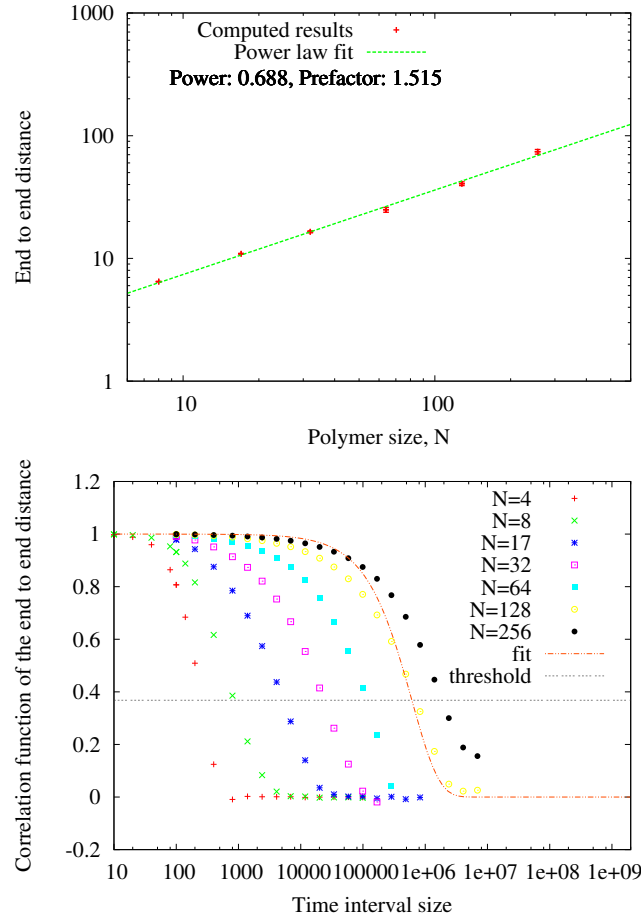 1000
100
10
1
End to end distance
Computed results
Power law fit
Power: 0.688, Prefactor: 1.515
10 100
Polymer size, N
1.2
1
0.8
0.6
0.4
0.2
0
-0.2
Correlation function of the end to end distance
N=4
N=8
N=17
N=32
N=64
N=128
N=256
fit
threshold
10 100 1000 10000 100000 1e+06 1e+07 1e+08 1e+09
Time interval size